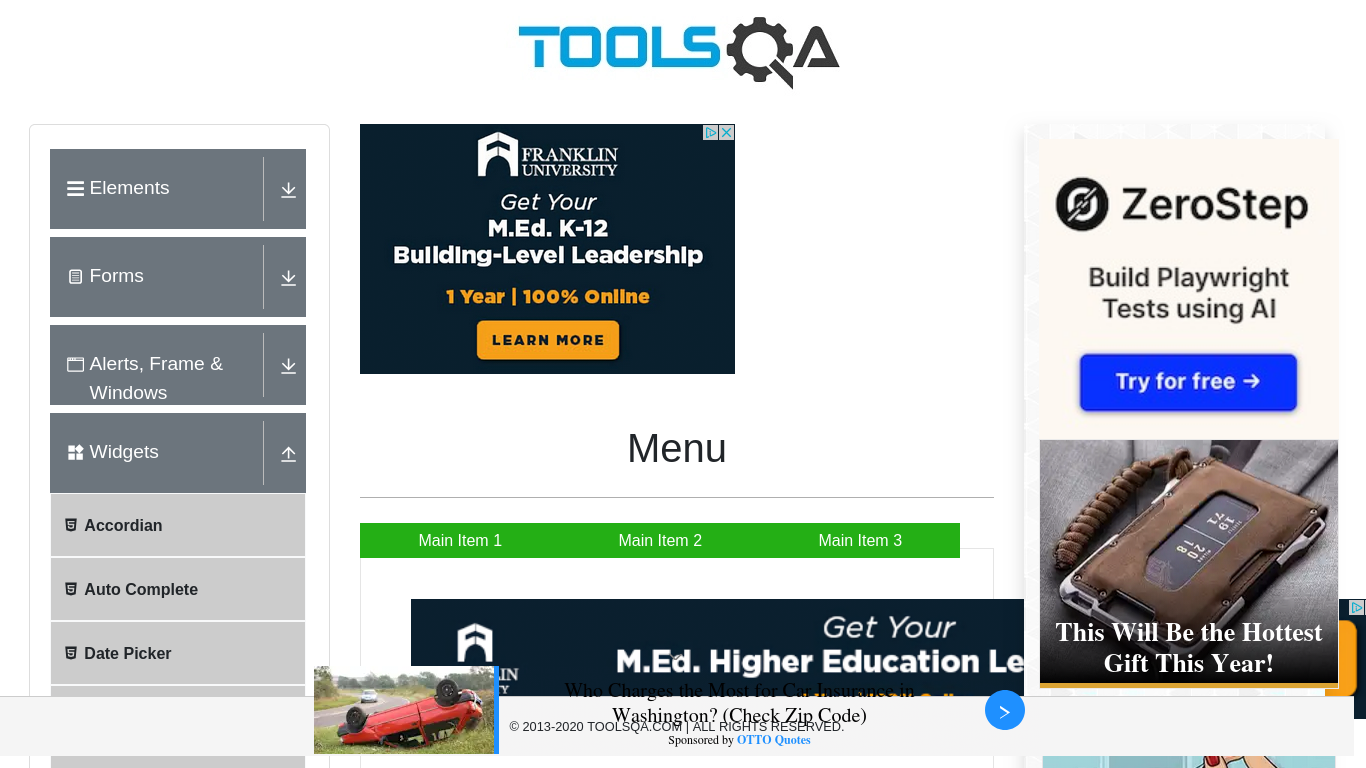 TOOLSQA
Elements
Forms
Alerts, Frame &
Windows
Widgets
Accordian
Auto Complete
Date Picker
FRANKLIN
UNIVERSITY
Get Your
M.Ed. K-12
Building-Level Leadership
1 Year | 100% Online
LEARN MORE
Menu
Main Item 1
Main Item 2
Main Item 3
Get Your
M.Ed. Higher Education Le
Who Charges the Most for Car Insurance in
Washington? (Check Zip Code)
Sponsored by OTTO Quotes
© 2013-2020 TOOLSQA.COM | ALL RIGHTS RESERVED.
ZeroStep
Build Playwright
Tests using AI
Try for free →
1971
2018
This Will Be the Hottest
Gift This Year!